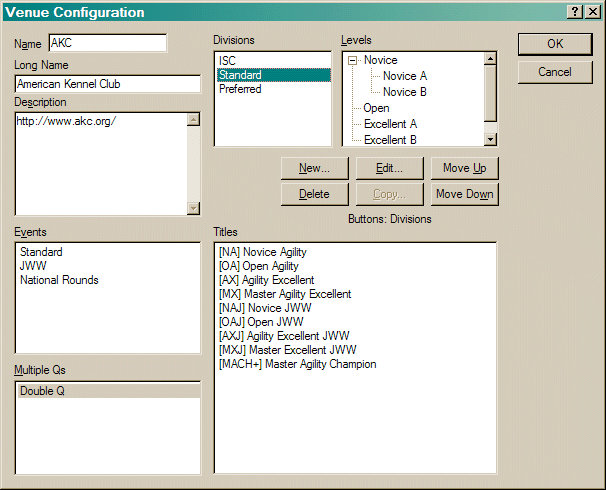 Venue Configuration
Name AKC
Long Name
American Kennel Club
Description
http://www.akc.org/
Divisions
ISC
Standard
Preferred
Levels
Novice
Novice A
Novice B
Open
Excellent A
Excellent B
OK
Cancel
New... Edit... Move Up
Delete Copy... Move Down
Buttons: Divisions
Events
Standard
JWW
National Rounds
Multiple Qs
Double Q
Titles
[NA] Novice Agility
[OA] Open Agility
[AX] Agility Excellent
[MX] Master Agility Excellent
[NAJ] Novice JWW
[OAJ] Open JWW
[AXJ] Agility Excellent JWW
[MXJ] Master Excellent JWW
[MACH+] Master Agility Champion